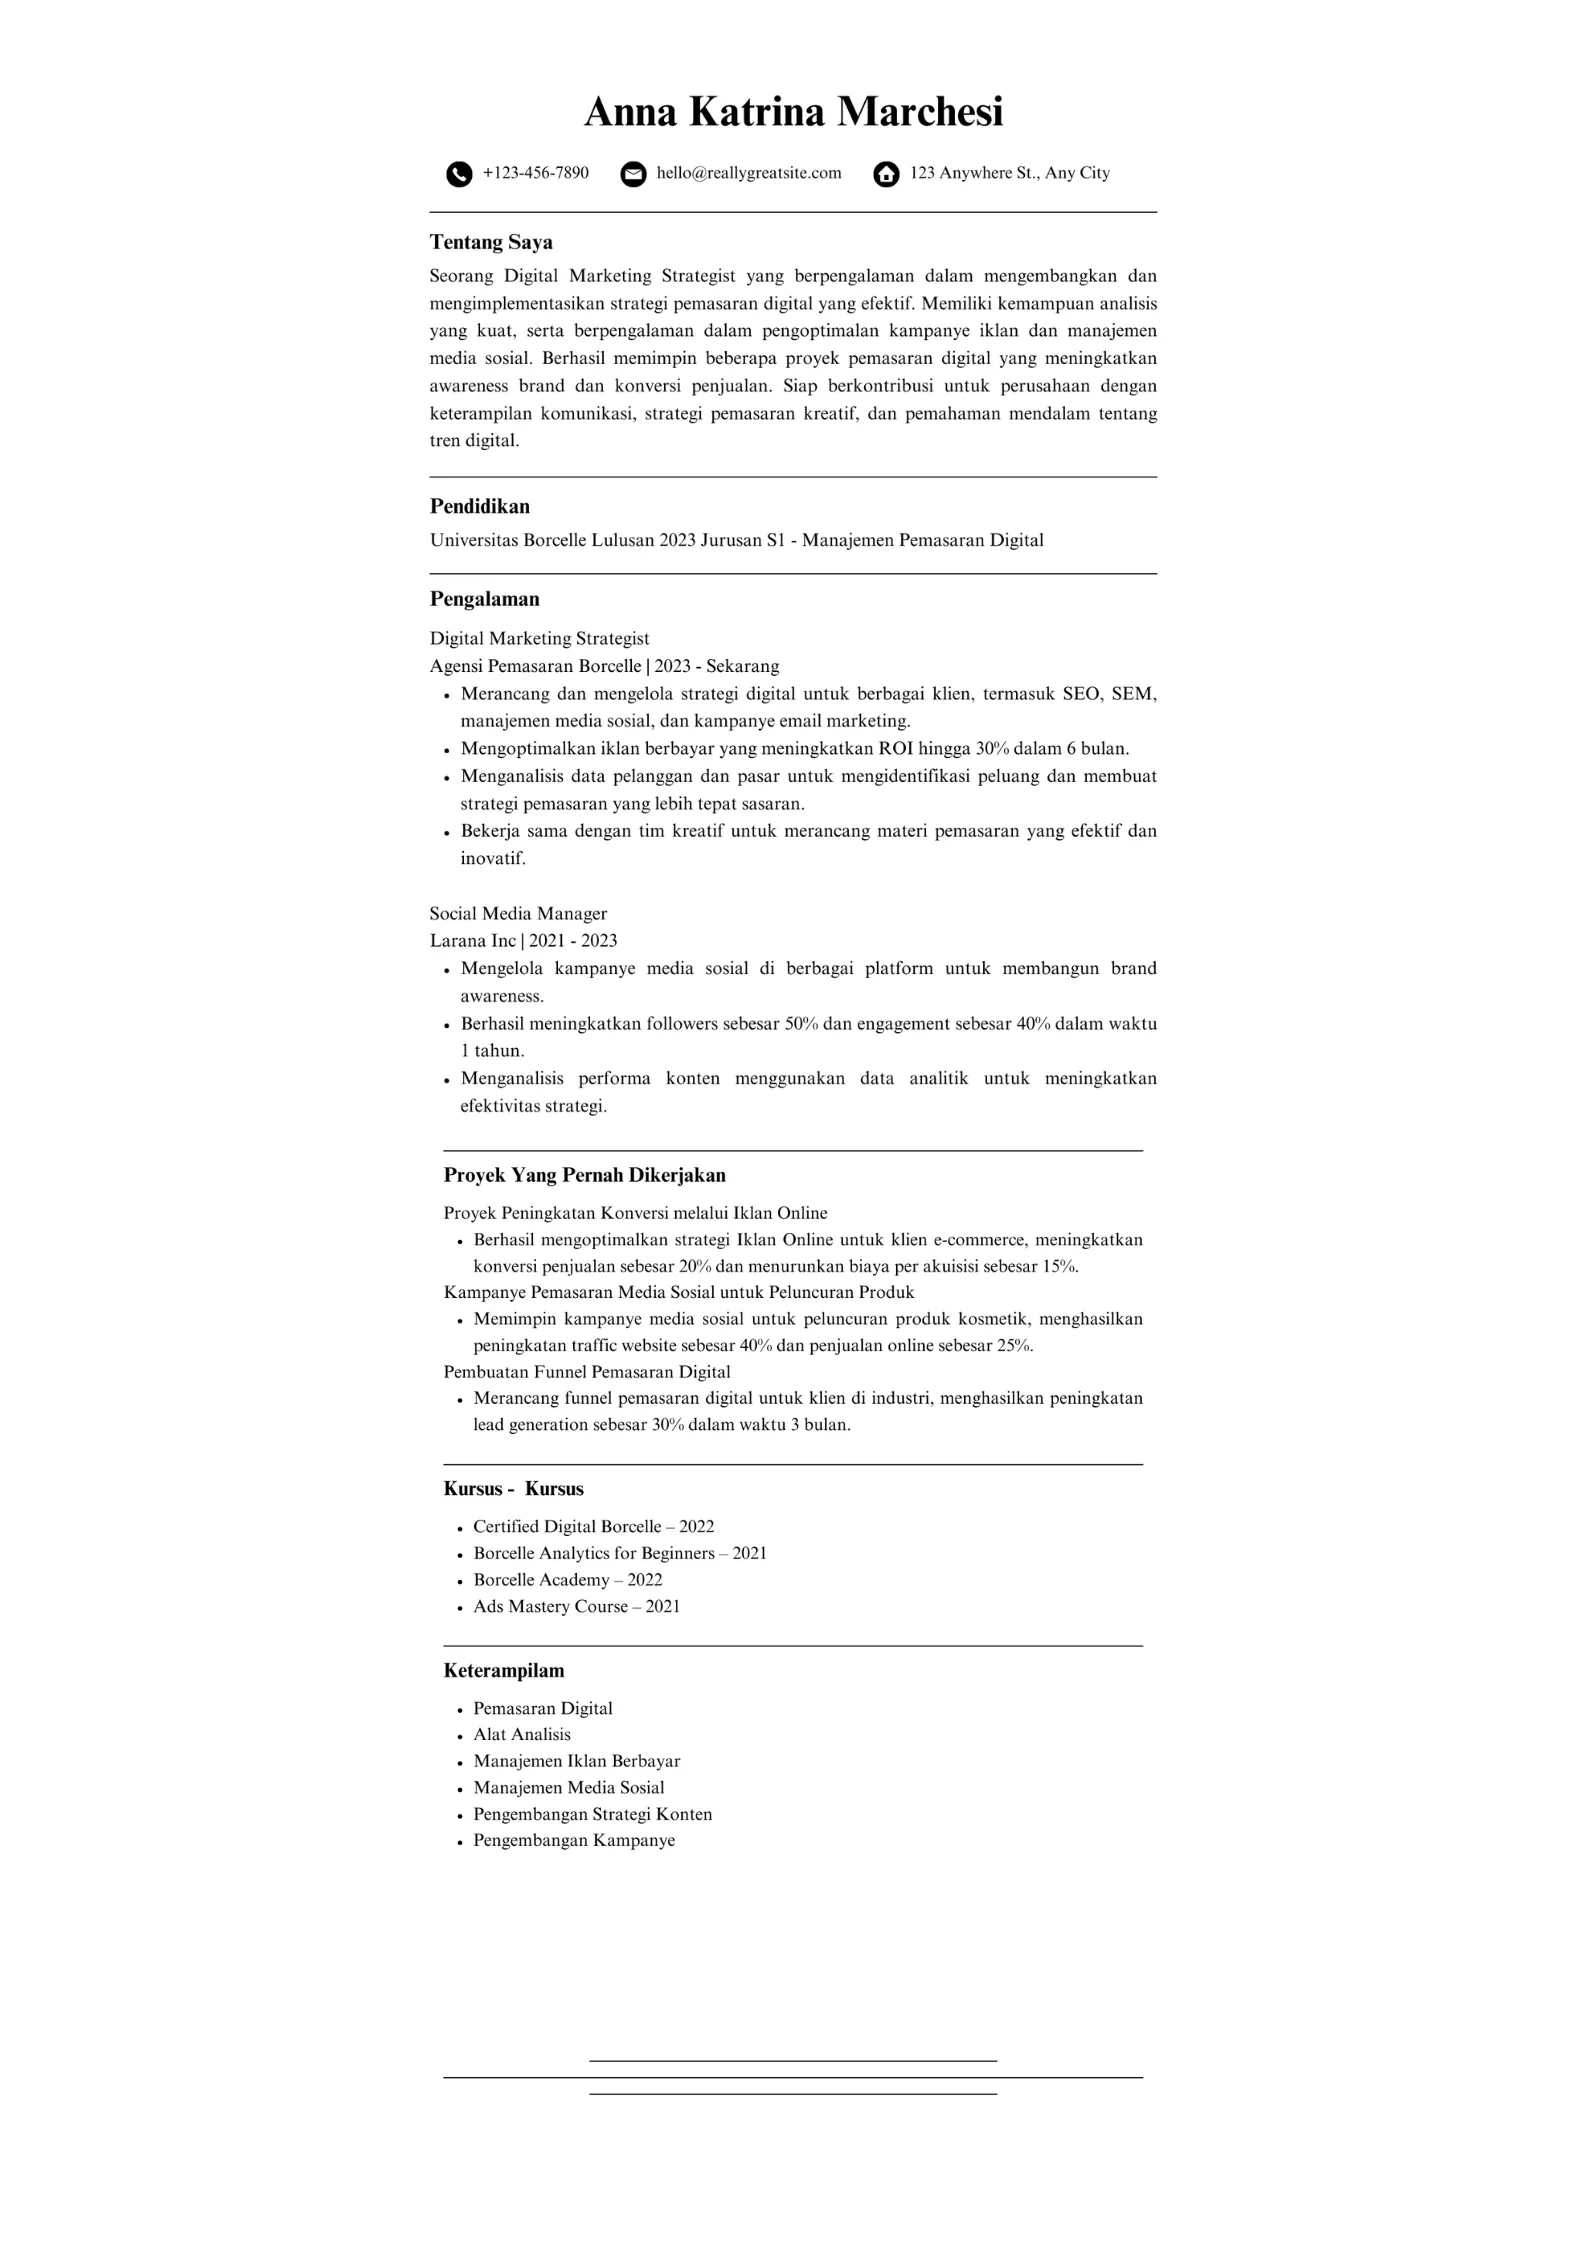 Anna Katrina Marchesi
+123-456-7890 hello@reallygreatsite.com 123 Anywhere St., Any City
Tentang Saya
Seorang Digital Marketing Strategist yang berpengalaman dalam mengembangkan dan
mengimplementasikan strategi pemasaran digital yang efektif. Memiliki kemampuan analisis
yang kuat, serta berpengalaman dalam pengoptimalan kampanye iklan dan manajemen
media sosial. Berhasil memimpin beberapa proyek pemasaran digital yang meningkatkan
awareness brand dan konversi penjualan. Siap berkontribusi untuk perusahaan dengan
keterampilan komunikasi, strategi pemasaran kreatif, dan pemahaman mendalam tentang
tren digital.
Pendidikan
Universitas Borcelle Lulusan 2023 Jurusan S1 - Manajemen Pemasaran Digital
Pengalaman
Digital Marketing Strategist
Agensi Pemasaran Borcelle | 2023 - Sekarang
• Merancang dan mengelola strategi digital untuk berbagai klien, termasuk SEO, SEM,
manajemen media sosial, dan kampanye email marketing.
• Mengoptimalkan iklan berbayar yang meningkatkan ROI hingga 30% dalam 6 bulan.
• Menganalisis data pelanggan dan pasar untuk mengidentifikasi peluang dan membuat
strategi pemasaran yang lebih tepat sasaran.
• Bekerja sama dengan tim kreatif untuk merancang materi pemasaran yang efektif dan
inovatif.
Social Media Manager
Larana Inc | 2021 - 2023
• Mengelola kampanye media sosial di berbagai platform untuk membangun brand
awareness.
• Berhasil meningkatkan followers sebesar 50% dan engagement sebesar 40% dalam waktu
1 tahun.
• Menganalisis performa konten menggunakan data analitik untuk meningkatkan
efektivitas strategi.
Proyek Yang Pernah Dikerjakan
Proyek Peningkatan Konversi melalui Iklan Online
• Berhasil mengoptimalkan strategi Iklan Online untuk klien e-commerce, meningkatkan
konversi penjualan sebesar 20% dan menurunkan biaya per akuisisi sebesar 15%.
Kampanye Pemasaran Media Sosial untuk Peluncuran Produk
• Memimpin kampanye media sosial untuk peluncuran produk kosmetik, menghasilkan
peningkatan traffic website sebesar 40% dan penjualan online sebesar 25%.
Pembuatan Funnel Pemasaran Digital
• Merancang funnel pemasaran digital untuk klien di industri, menghasilkan peningkatan
lead generation sebesar 30% dalam waktu 3 bulan.
Kursus - Kursus
• Certified Digital Borcelle – 2022
• Borcelle Analytics for Beginners – 2021
• Borcelle Academy – 2022
• Ads Mastery Course – 2021
Keterampilam
• Pemasaran Digital
• Alat Analisis
• Manajemen Iklan Berbayar
• Manajemen Media Sosial
• Pengembangan Strategi Konten
• Pengembangan Kampanye